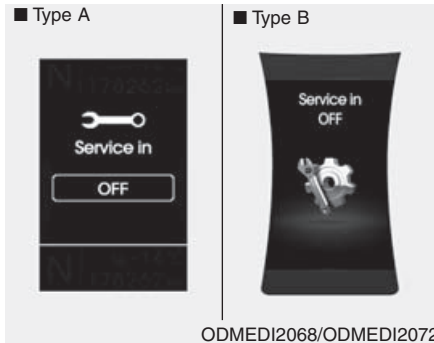 ■ Type A
■ Type B
Service in
OFF
Service in
OFF
ODMEDI2068/ODMEDI2072